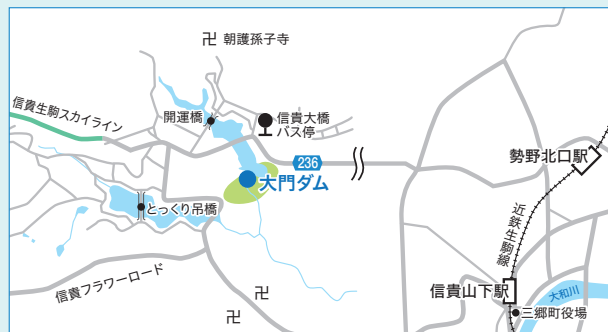 卍 朝護孫子寺
信貴生駒スカイライン
開運橋
信貴大橋
バス停
236
大門ダム
とっくり吊橋
信貴フラワーロード
卍
卍
勢野北口駅
近鉄生駒線
信貴山下駅
大和川
三郷町役場